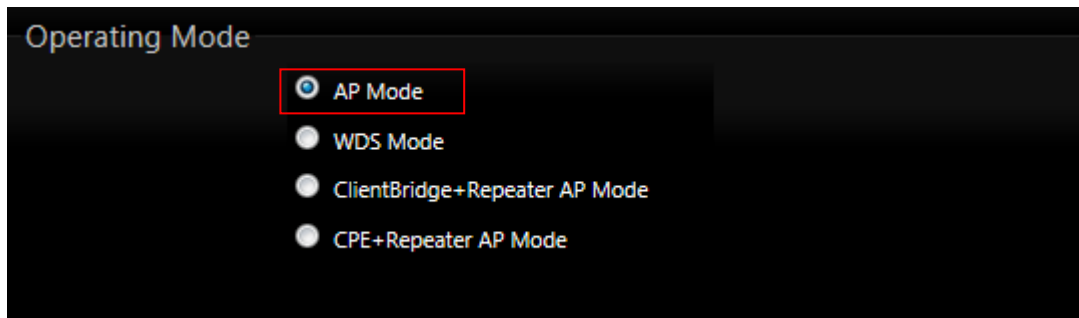 Operating Mode
AP Mode
WDS Mode
ClientBridge+Repeater AP Mode
CPE+Repeater AP Mode